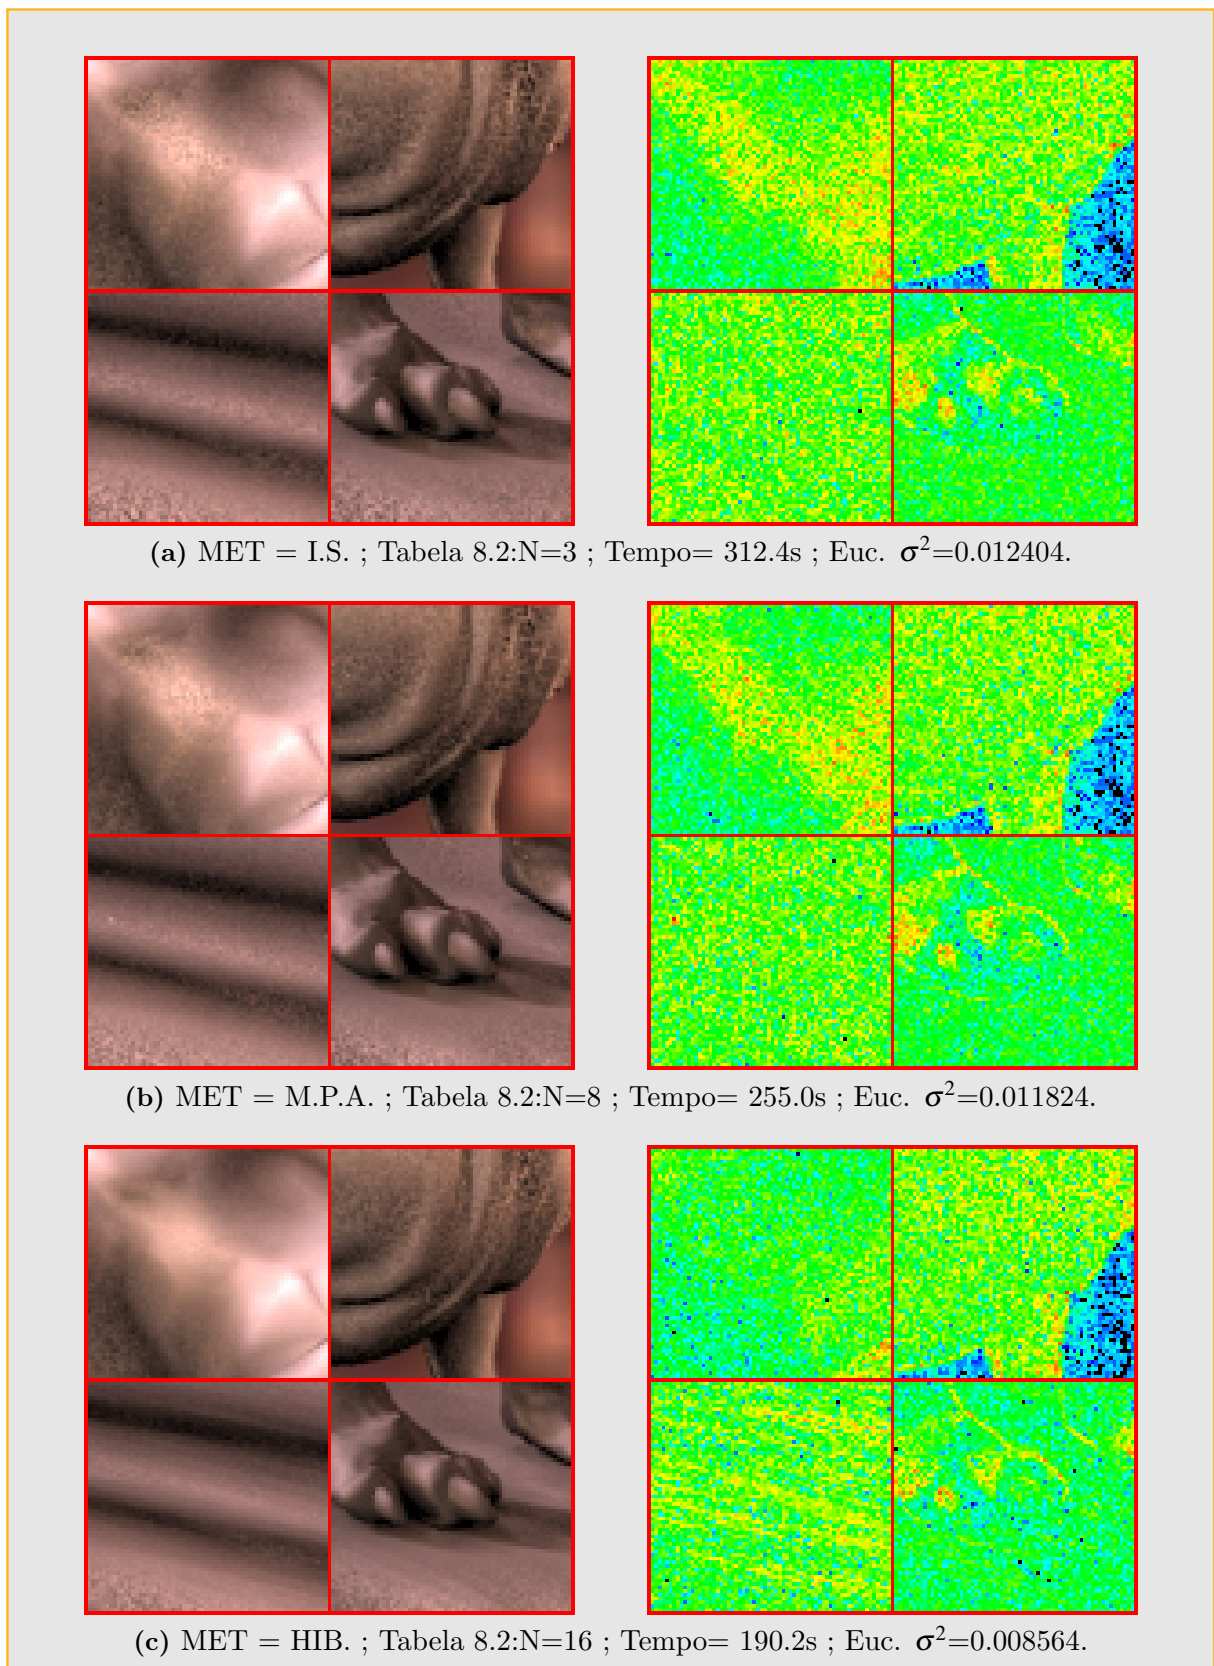 (a) MET = I.S. ; Tabela 8.2:N=3 ; Tempo= 312.4s ; Euc. σ²=0.012404.
(b) MET = M.P.A. ; Tabela 8.2:N=8 ; Tempo= 255.0s ; Euc. σ²=0.011824.
(c) MET = HIB. ; Tabela 8.2:N=16 ; Tempo= 190.2s ; Euc. σ²=0.008564.